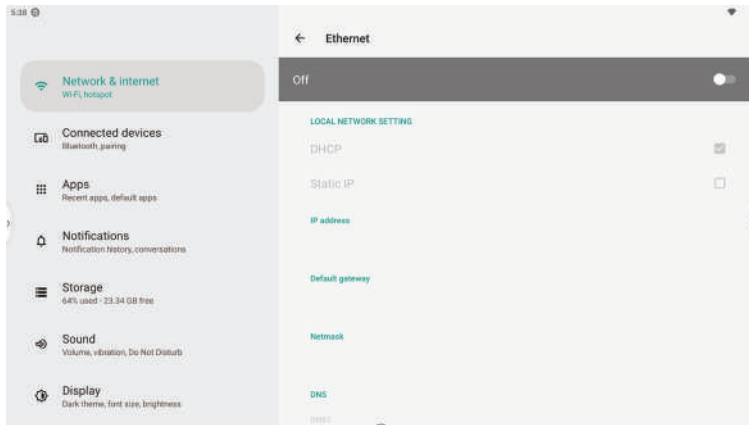 5:38
Network & internet
Wi-Fi, hotspot
Connected devices
Bluetooth, pairing
Apps
Recent apps, default apps
Notifications
Notification history, conversations
Storage
64% used - 23.34 GB free
Sound
Volume, vibration, Do Not Disturb
Display
Dark theme, font size, brightness
Ethernet
Off
LOCAL NETWORK SETTING
DHCP
Static IP
IP address
Default gateway
Netmask
DNS